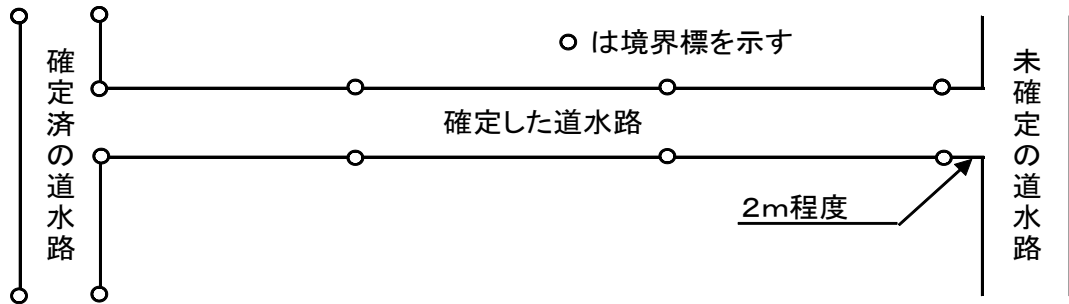 ○ は境界標を示す
確定済の道水路
確定した道水路
未確定の道水路
2m程度